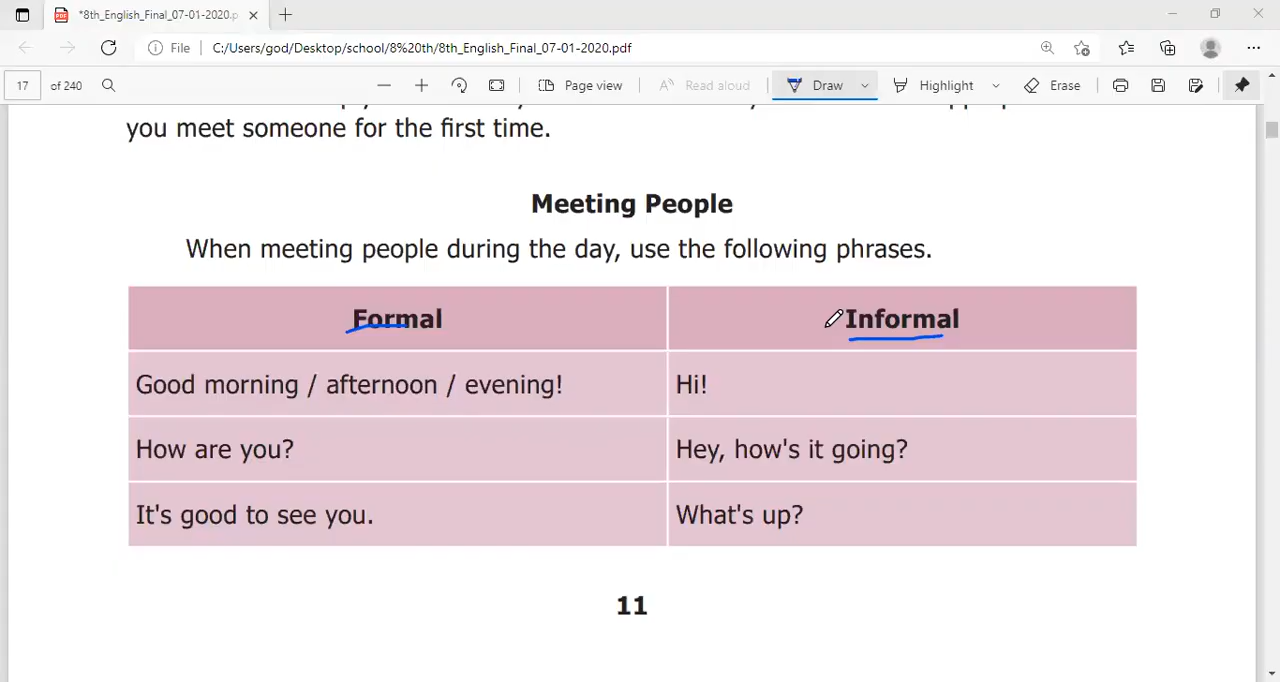 *8th_English_Final_07-01-2020.p
File C:/Users/god/Desktop/school/8%20th/8th_English_Final_07-01-2020.pdf
17 of 240 Page view Read aloud Draw Highlight Erase
you meet someone for the first time.
Meeting People
When meeting people during the day, use the following phrases.
Formal Informal
Good morning / afternoon / evening! Hi!
How are you? Hey, how's it going?
It's good to see you. What's up?
11